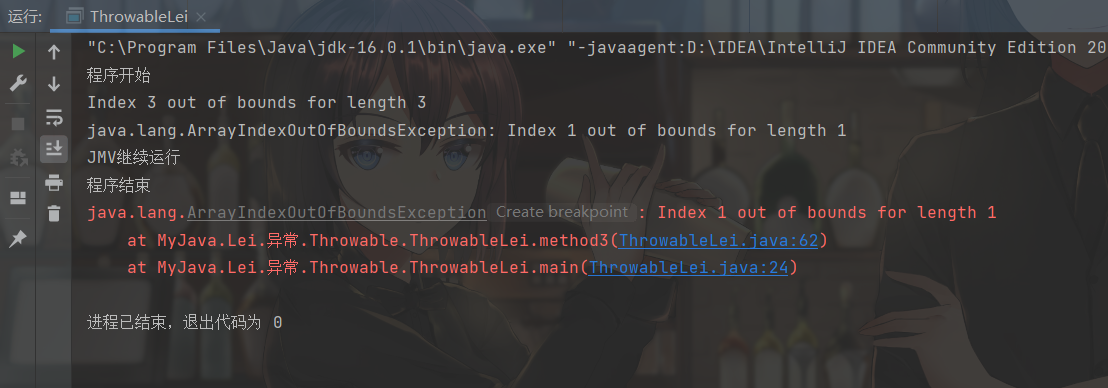 运行: ThrowableLei
"C:\Program Files\Java\jdk-16.0.1\bin\java.exe" "-javaagent:D:\IDEA\IntelliJ IDEA Community Edition 20
程序开始
Index 3 out of bounds for length 3
java.lang.ArrayIndexOutOfBoundsException: Index 1 out of bounds for length 1
JMV继续运行
程序结束
java.lang.ArrayIndexOutOfBoundsException Create breakpoint : Index 1 out of bounds for length 1
at MyJava.Lei.异常.Throwable.ThrowableLei.method3(ThrowableLei.java:62)
at MyJava.Lei.异常.Throwable.ThrowableLei.main(ThrowableLei.java:24)
进程已结束，退出代码为 0